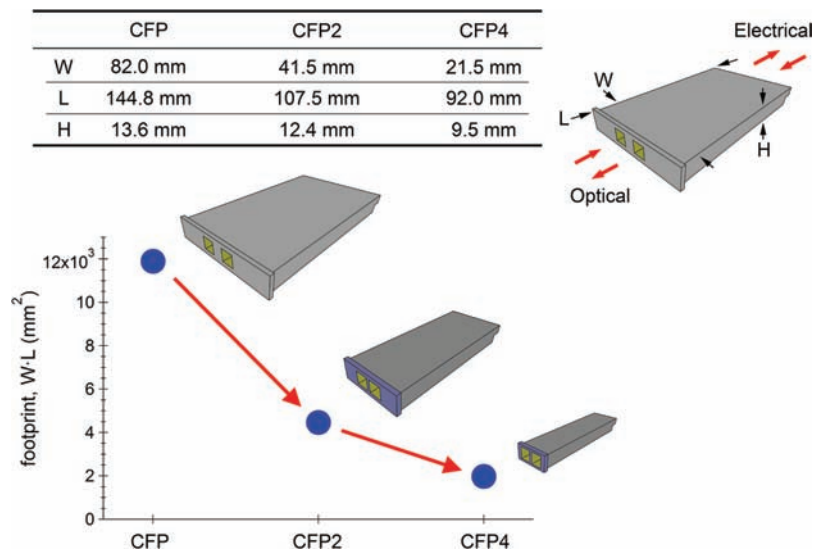 CFP CFP2 CFP4
W 82.0 mm 41.5 mm 21.5 mm
L 144.8 mm 107.5 mm 92.0 mm
H 13.6 mm 12.4 mm 9.5 mm
Electrical
W
L
H
Optical
footprint, W·L (mm²)
12x10³
10
8
6
4
2
0
CFP CFP2 CFP4